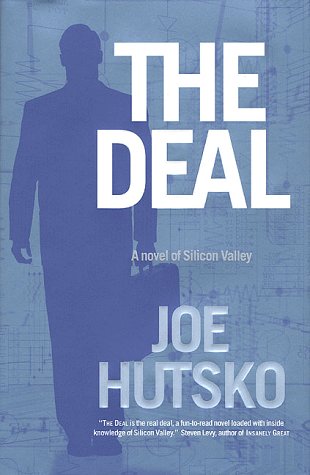 THE
DEAL
A novel of Silicon Valley
JOE
HUTSKO
"THE DEAL is the real deal, a fun-to-read novel loaded with inside
knowledge of Silicon Valley." Steven Levy, author of INSANELY GREAT